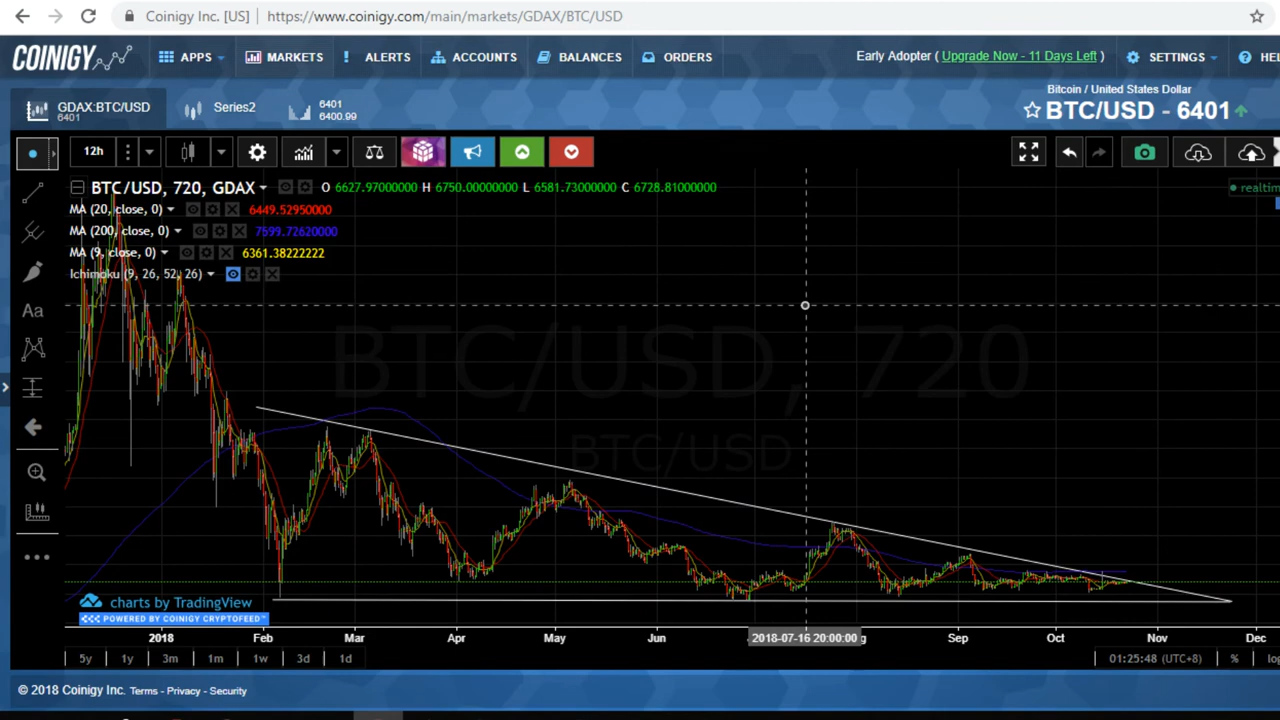 Coinigy Inc. [US] https://www.coinigy.com/main/markets/GDAX/BTC/USD
COINIGY APPS MARKETS ! ALERTS ACCOUNTS BALANCES ORDERS Early Adopter ( Upgrade Now - 11 Days Left ) SETTINGS ? HEL
GDAX:BTC/USD
6401
Series2
6401
6400.99
Bitcoin / United States Dollar
BTC/USD - 6401
12h
BTC/USD, 720, GDAX O 6627.97000000 H 6750.00000000 L 6581.73000000 C 6728.81000000
realtim
MA (20, close, 0) 6449.52950000
MA (200, close, 0) 7599.72620000
MA (9, close, 0) 6361.38222222
Ichimoku (9, 26, 52, 26)
Aa
BTC/USD, 720
BTC/USD
charts by TradingView
POWERED BY COINIGY CRYPTOFEED™
2018 Feb Mar Apr May Jun 2018-07-16 20:00:00 g Sep Oct Nov Dec
5y 1y 3m 1m 1w 3d 1d 01:25:48 (UTC+8) % log
© 2018 Coinigy Inc. Terms - Privacy - Security